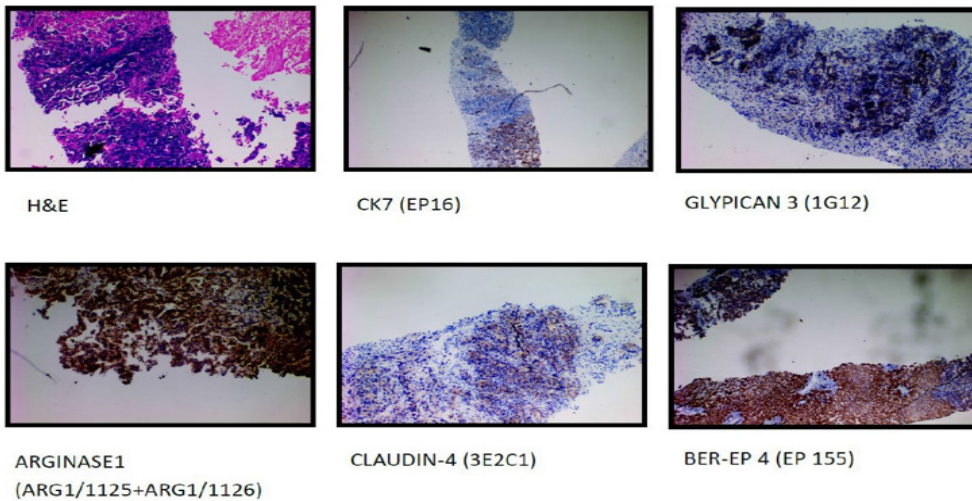 H&E
CK7 (EP16)
GLYPICAN 3 (1G12)
ARGINASE1
(ARG1/1125+ARG1/1126)
CLAUDIN-4 (3E2C1)
BER-EP 4 (EP 155)